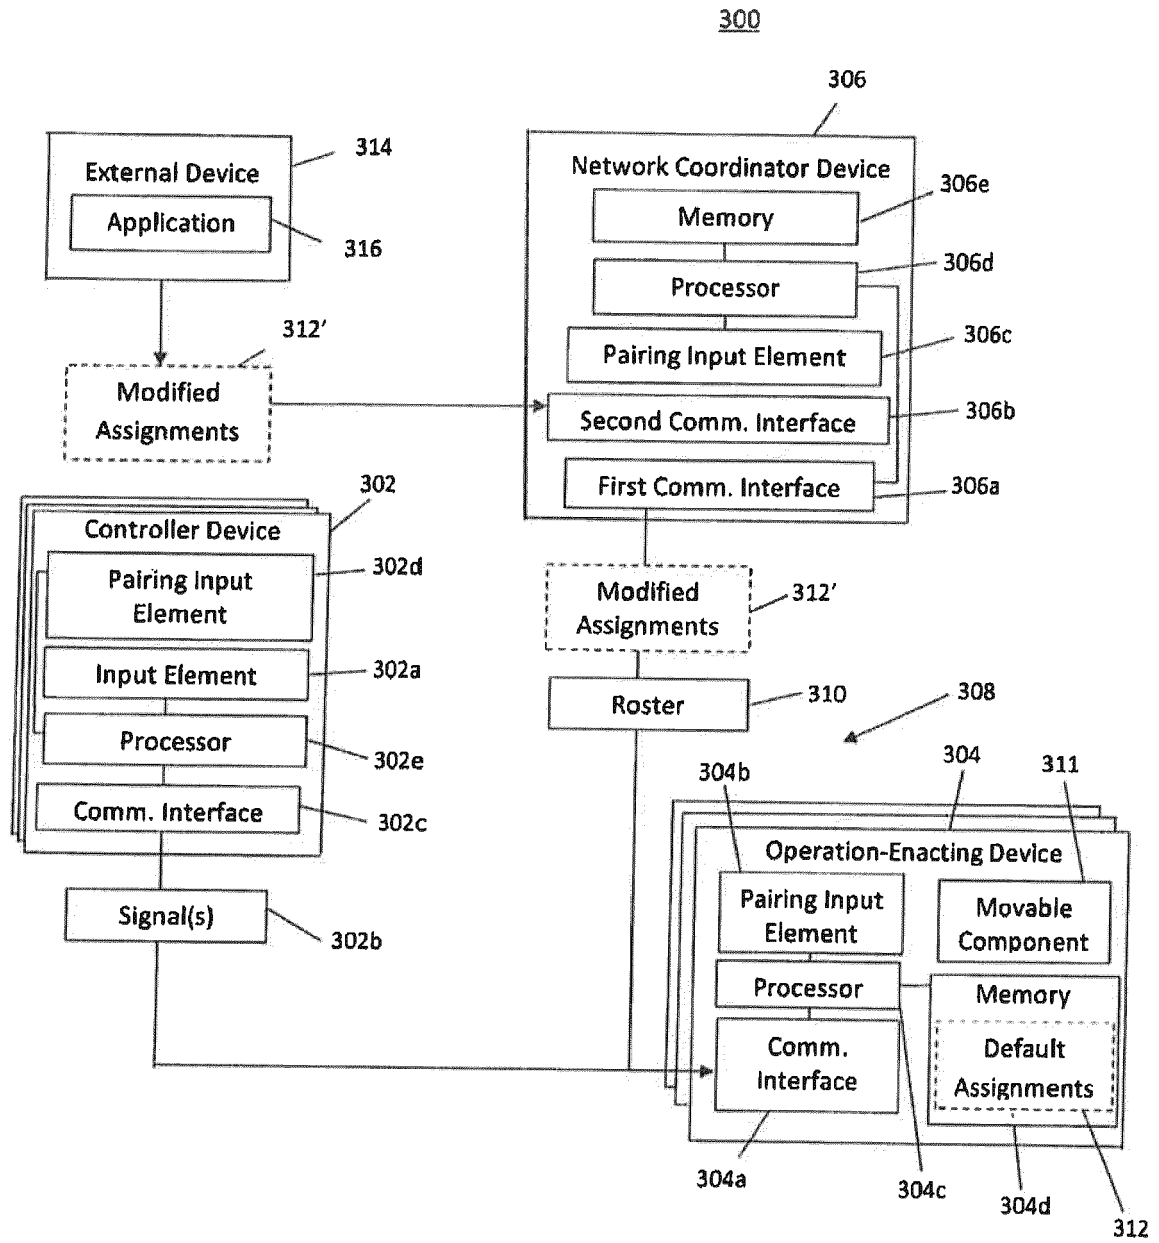 300
306
314
External Device
Application
316
Network Coordinator Device
306e
Memory
306d
Processor
312’
306c
Pairing Input Element
Modified
Assignments
306b
Second Comm. Interface
306a
First Comm. Interface
302
Controller Device
302d
Pairing Input
Element
302a
Input Element
Processor
302e
Comm. Interface
302c
Signal(s)
302b
Modified
Assignments
312’
Roster
310
308
304
311
304b
Operation-Enacting Device
Pairing Input
Element
Movable
Component
Processor
Memory
Comm.
Interface
Default
Assignments
304a
304c
304d
312